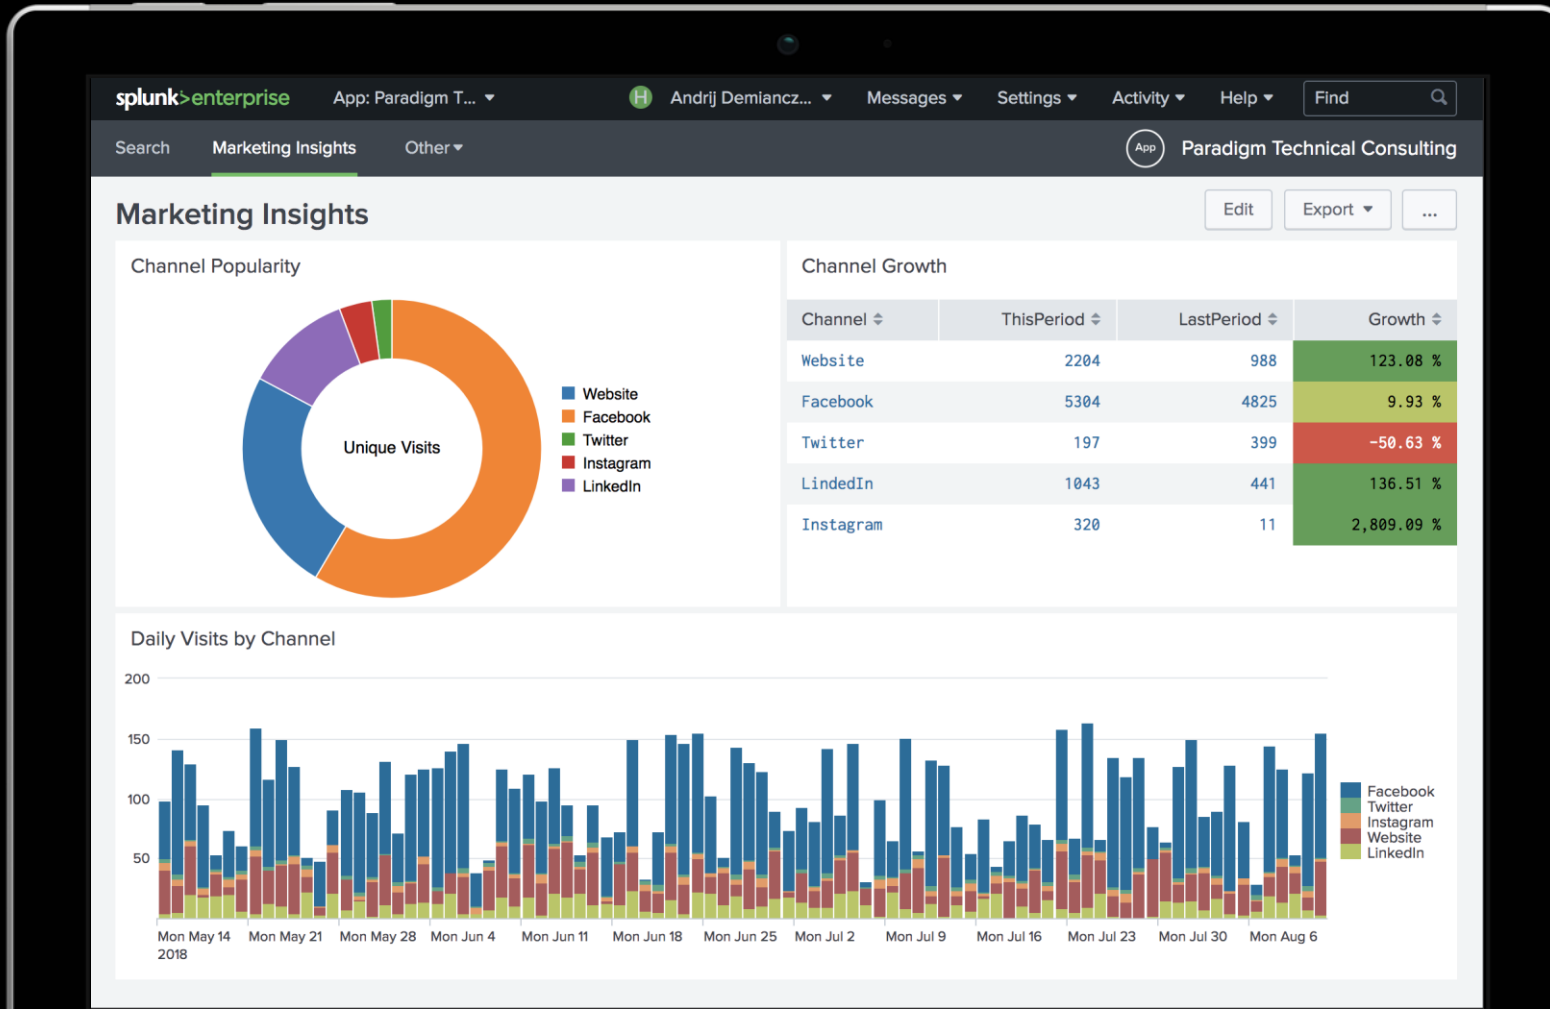 splunk>enterprise App: Paradigm T... H Andrij Demiancz... Messages Settings Activity Help Find
Search Marketing Insights Other App Paradigm Technical Consulting
Marketing Insights Edit Export ...
Channel Popularity
Unique Visits
Website
Facebook
Twitter
Instagram
LinkedIn
Channel Growth
Channel ThisPeriod LastPeriod Growth
Website 2204 988 123.08 %
Facebook 5304 4825 9.93 %
Twitter 197 399 -50.63 %
LindedIn 1043 441 136.51 %
Instagram 320 11 2,809.09 %
Daily Visits by Channel
200
150
100
50
Mon May 14 Mon May 21 Mon May 28 Mon Jun 4 Mon Jun 11 Mon Jun 18 Mon Jun 25 Mon Jul 2 Mon Jul 9 Mon Jul 16 Mon Jul 23 Mon Jul 30 Mon Aug 6
2018
Facebook
Twitter
Instagram
Website
LinkedIn